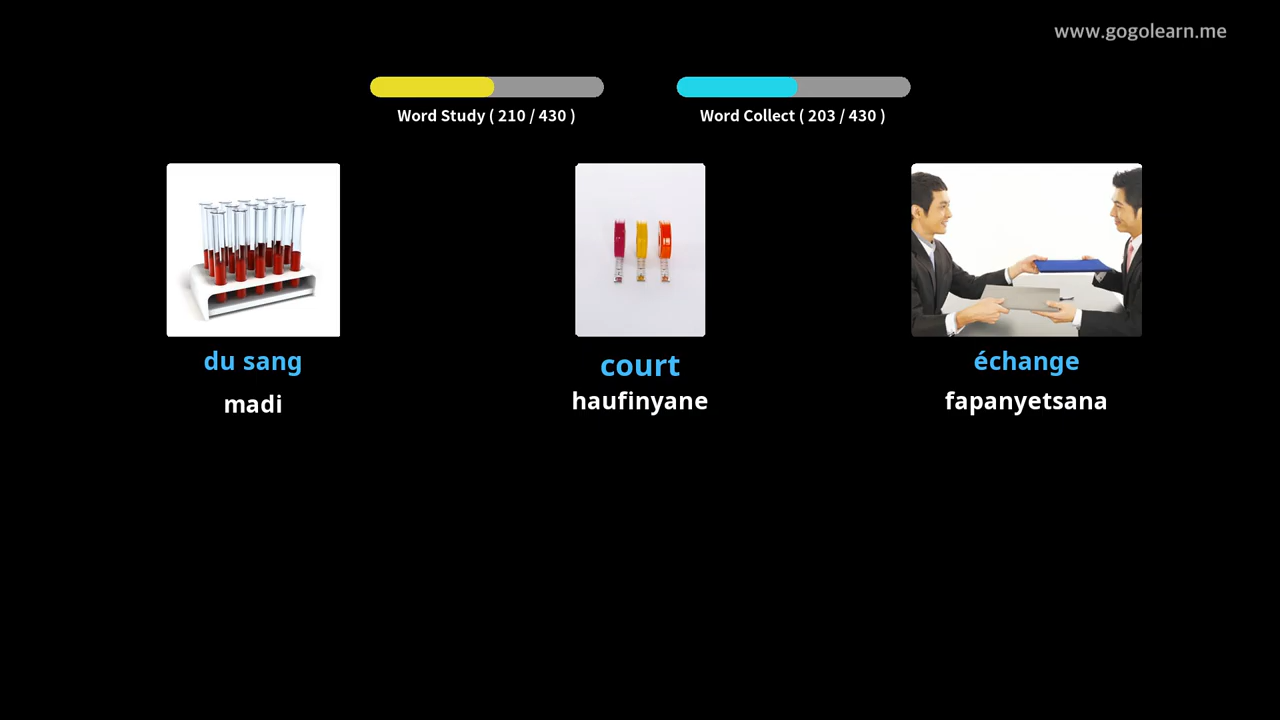 www.gogolearn.me
Word Study ( 210 / 430 )
Word Collect ( 203 / 430 )
du sang
madi
court
haufinyane
échange
fapanyetsana